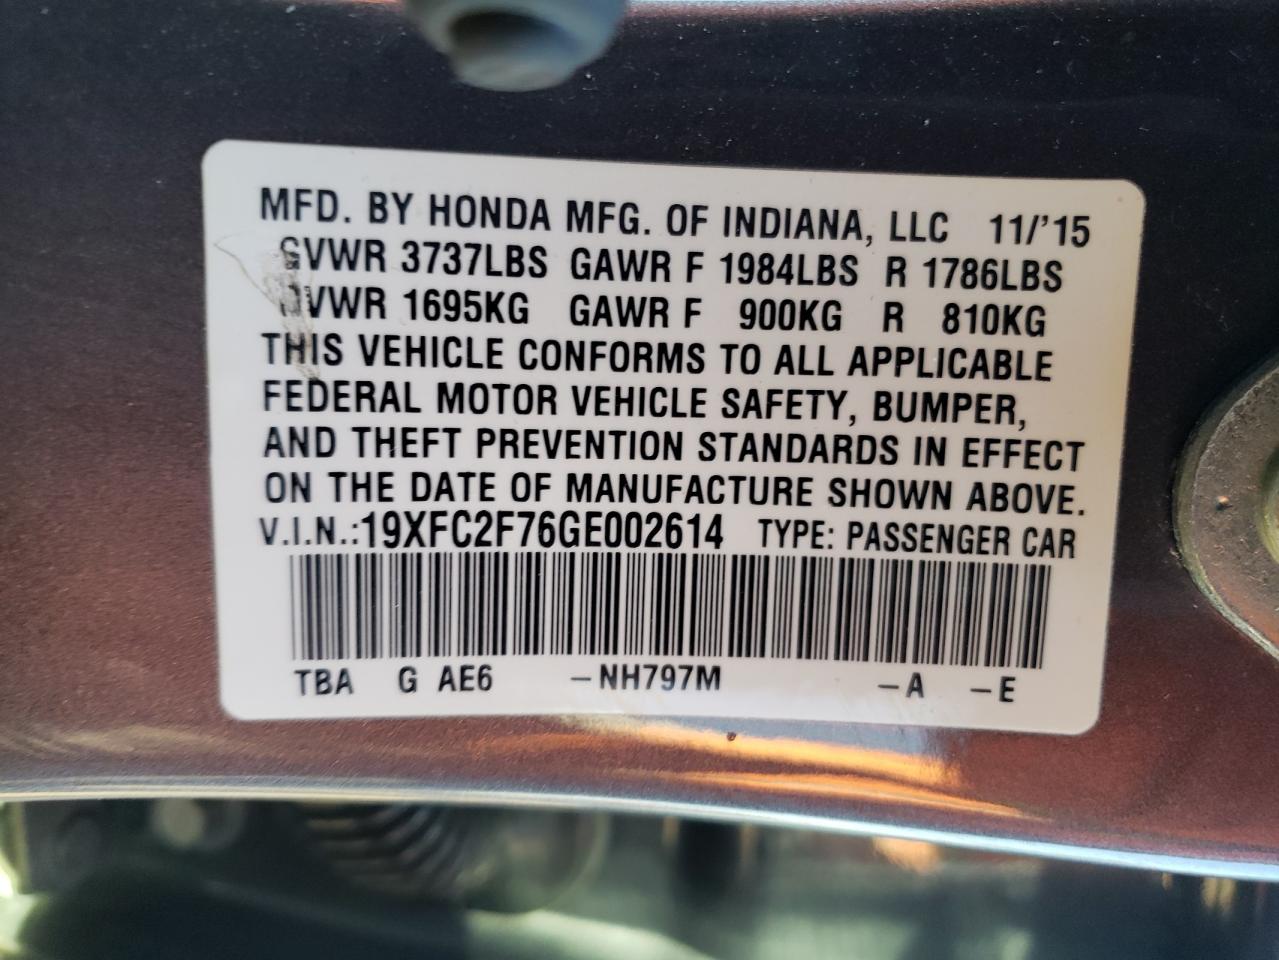 MFD. BY HONDA MFG. OF INDIANA, LLC 11/'15
GVWR 3737LBS GAWR F 1984LBS R 1786LBS
GVWR 1695KG GAWR F 900KG R 810KG
THIS VEHICLE CONFORMS TO ALL APPLICABLE
FEDERAL MOTOR VEHICLE SAFETY, BUMPER,
AND THEFT PREVENTION STANDARDS IN EFFECT
ON THE DATE OF MANUFACTURE SHOWN ABOVE.
V.I.N.:19XFC2F76GE002614 TYPE: PASSENGER CAR
TBA G AE6 –NH797M –A –E